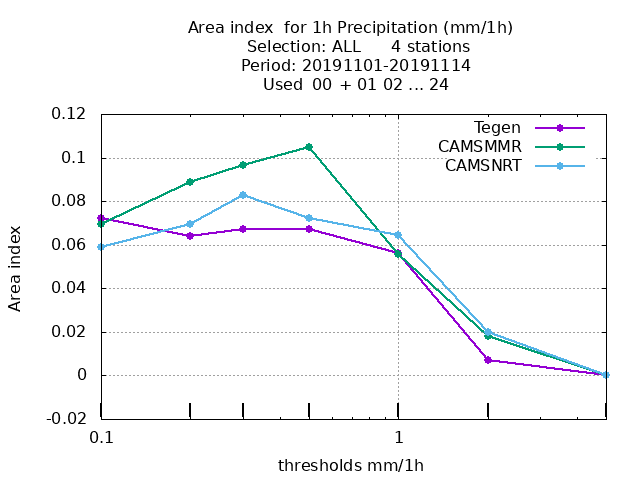 Area index  for 1h Precipitation (mm/1h)
Selection: ALL      4 stations
Period: 20191101-20191114
Used  00  + 01 02 ... 24
0.12
0.1
0.08
0.06
0.04
0.02
0
-0.02
Area index
Tegen
CAMSMMR
CAMSNRT
0.1
1
thresholds mm/1h